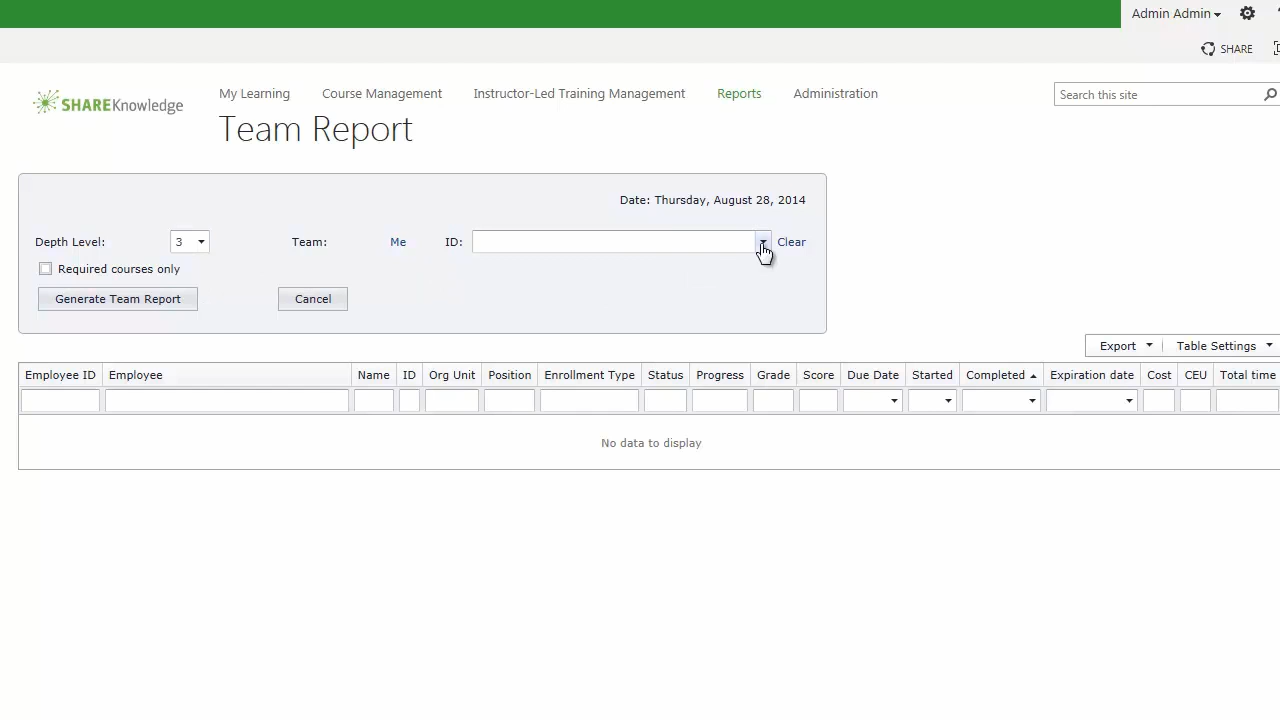 Admin Admin
SHARE
SHAREKnowledge
My Learning Course Management Instructor-Led Training Management Reports Administration
Search this site
Team Report
Date: Thursday, August 28, 2014
Depth Level: 3 Team: Me ID: Clear
Required courses only
Generate Team Report Cancel
Export Table Settings
Employee ID Employee Name ID Org Unit Position Enrollment Type Status Progress Grade Score Due Date Started Completed Expiration date Cost CEU Total time
No data to display